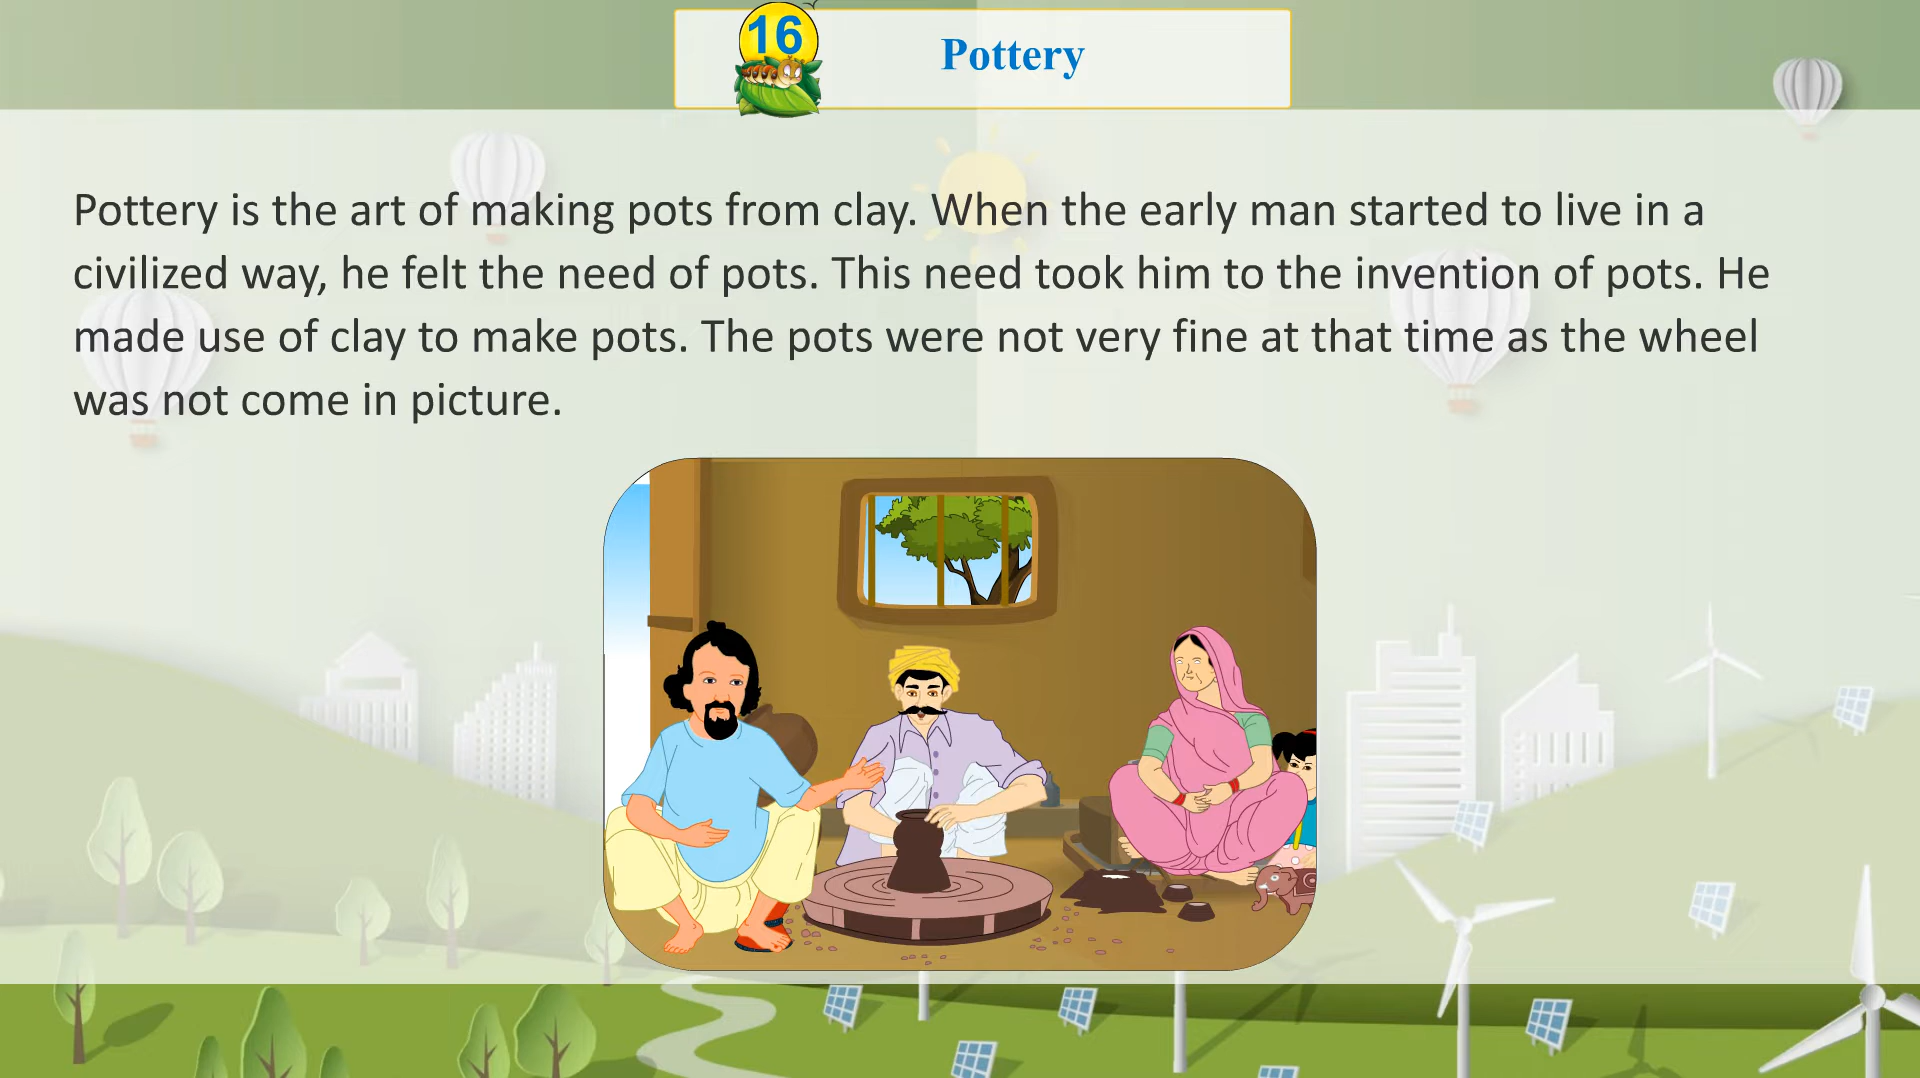 16
Pottery
Pottery is the art of making pots from clay. When the early man started to live in a
civilized way, he felt the need of pots. This need took him to the invention of pots. He
made use of clay to make pots. The pots were not very fine at that time as the wheel
was not come in picture.